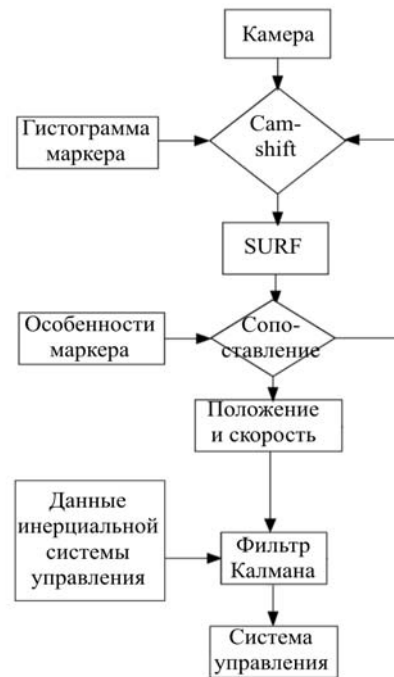 Камера
Гистограмма
маркера
Cam-
shift
SURF
Особенности
маркера
Сопо-
ставление
Положение
и скорость
Данные
инерциальной
системы
управления
Фильтр
Калмана
Система
управления